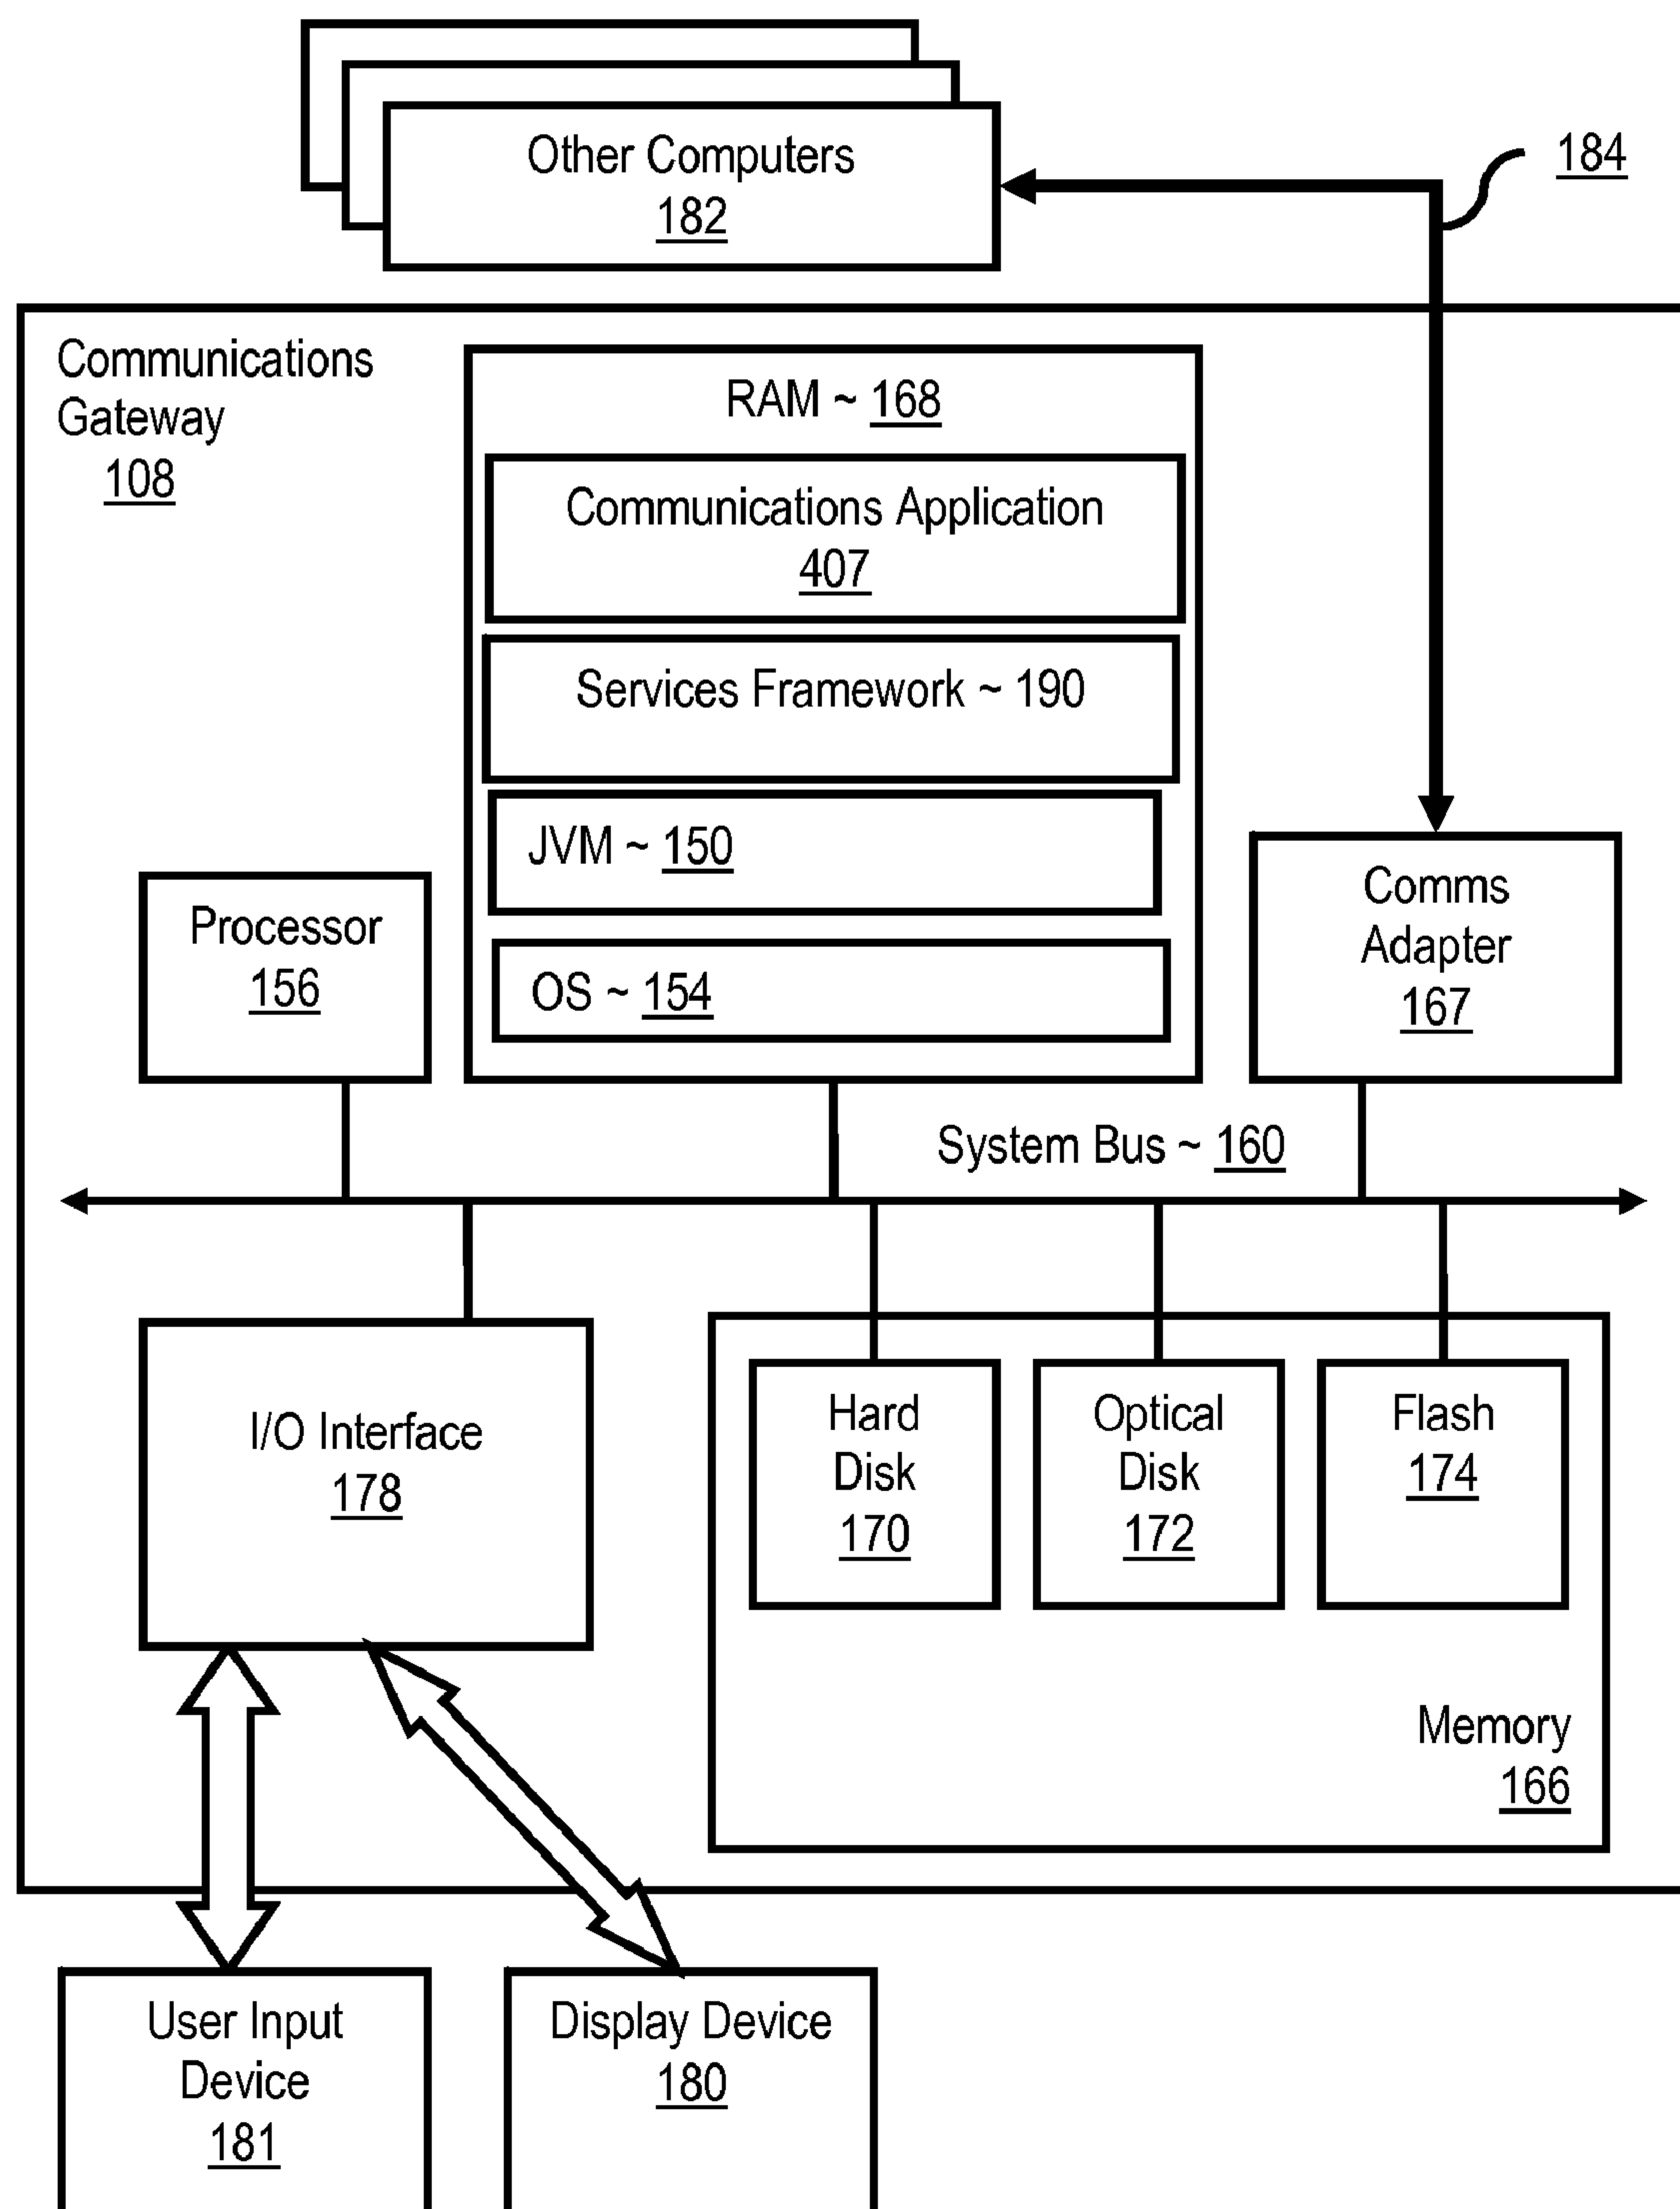 Other Computers
182
184
Communications
Gateway
108
RAM ~ 168
Communications Application
407
Services Framework ~ 190
JVM ~ 150
OS ~ 154
Processor
156
Comms
Adapter
167
System Bus ~ 160
I/O Interface
178
Hard
Disk
170
Optical
Disk
172
Flash
174
Memory
166
User Input
Device
181
Display Device
180